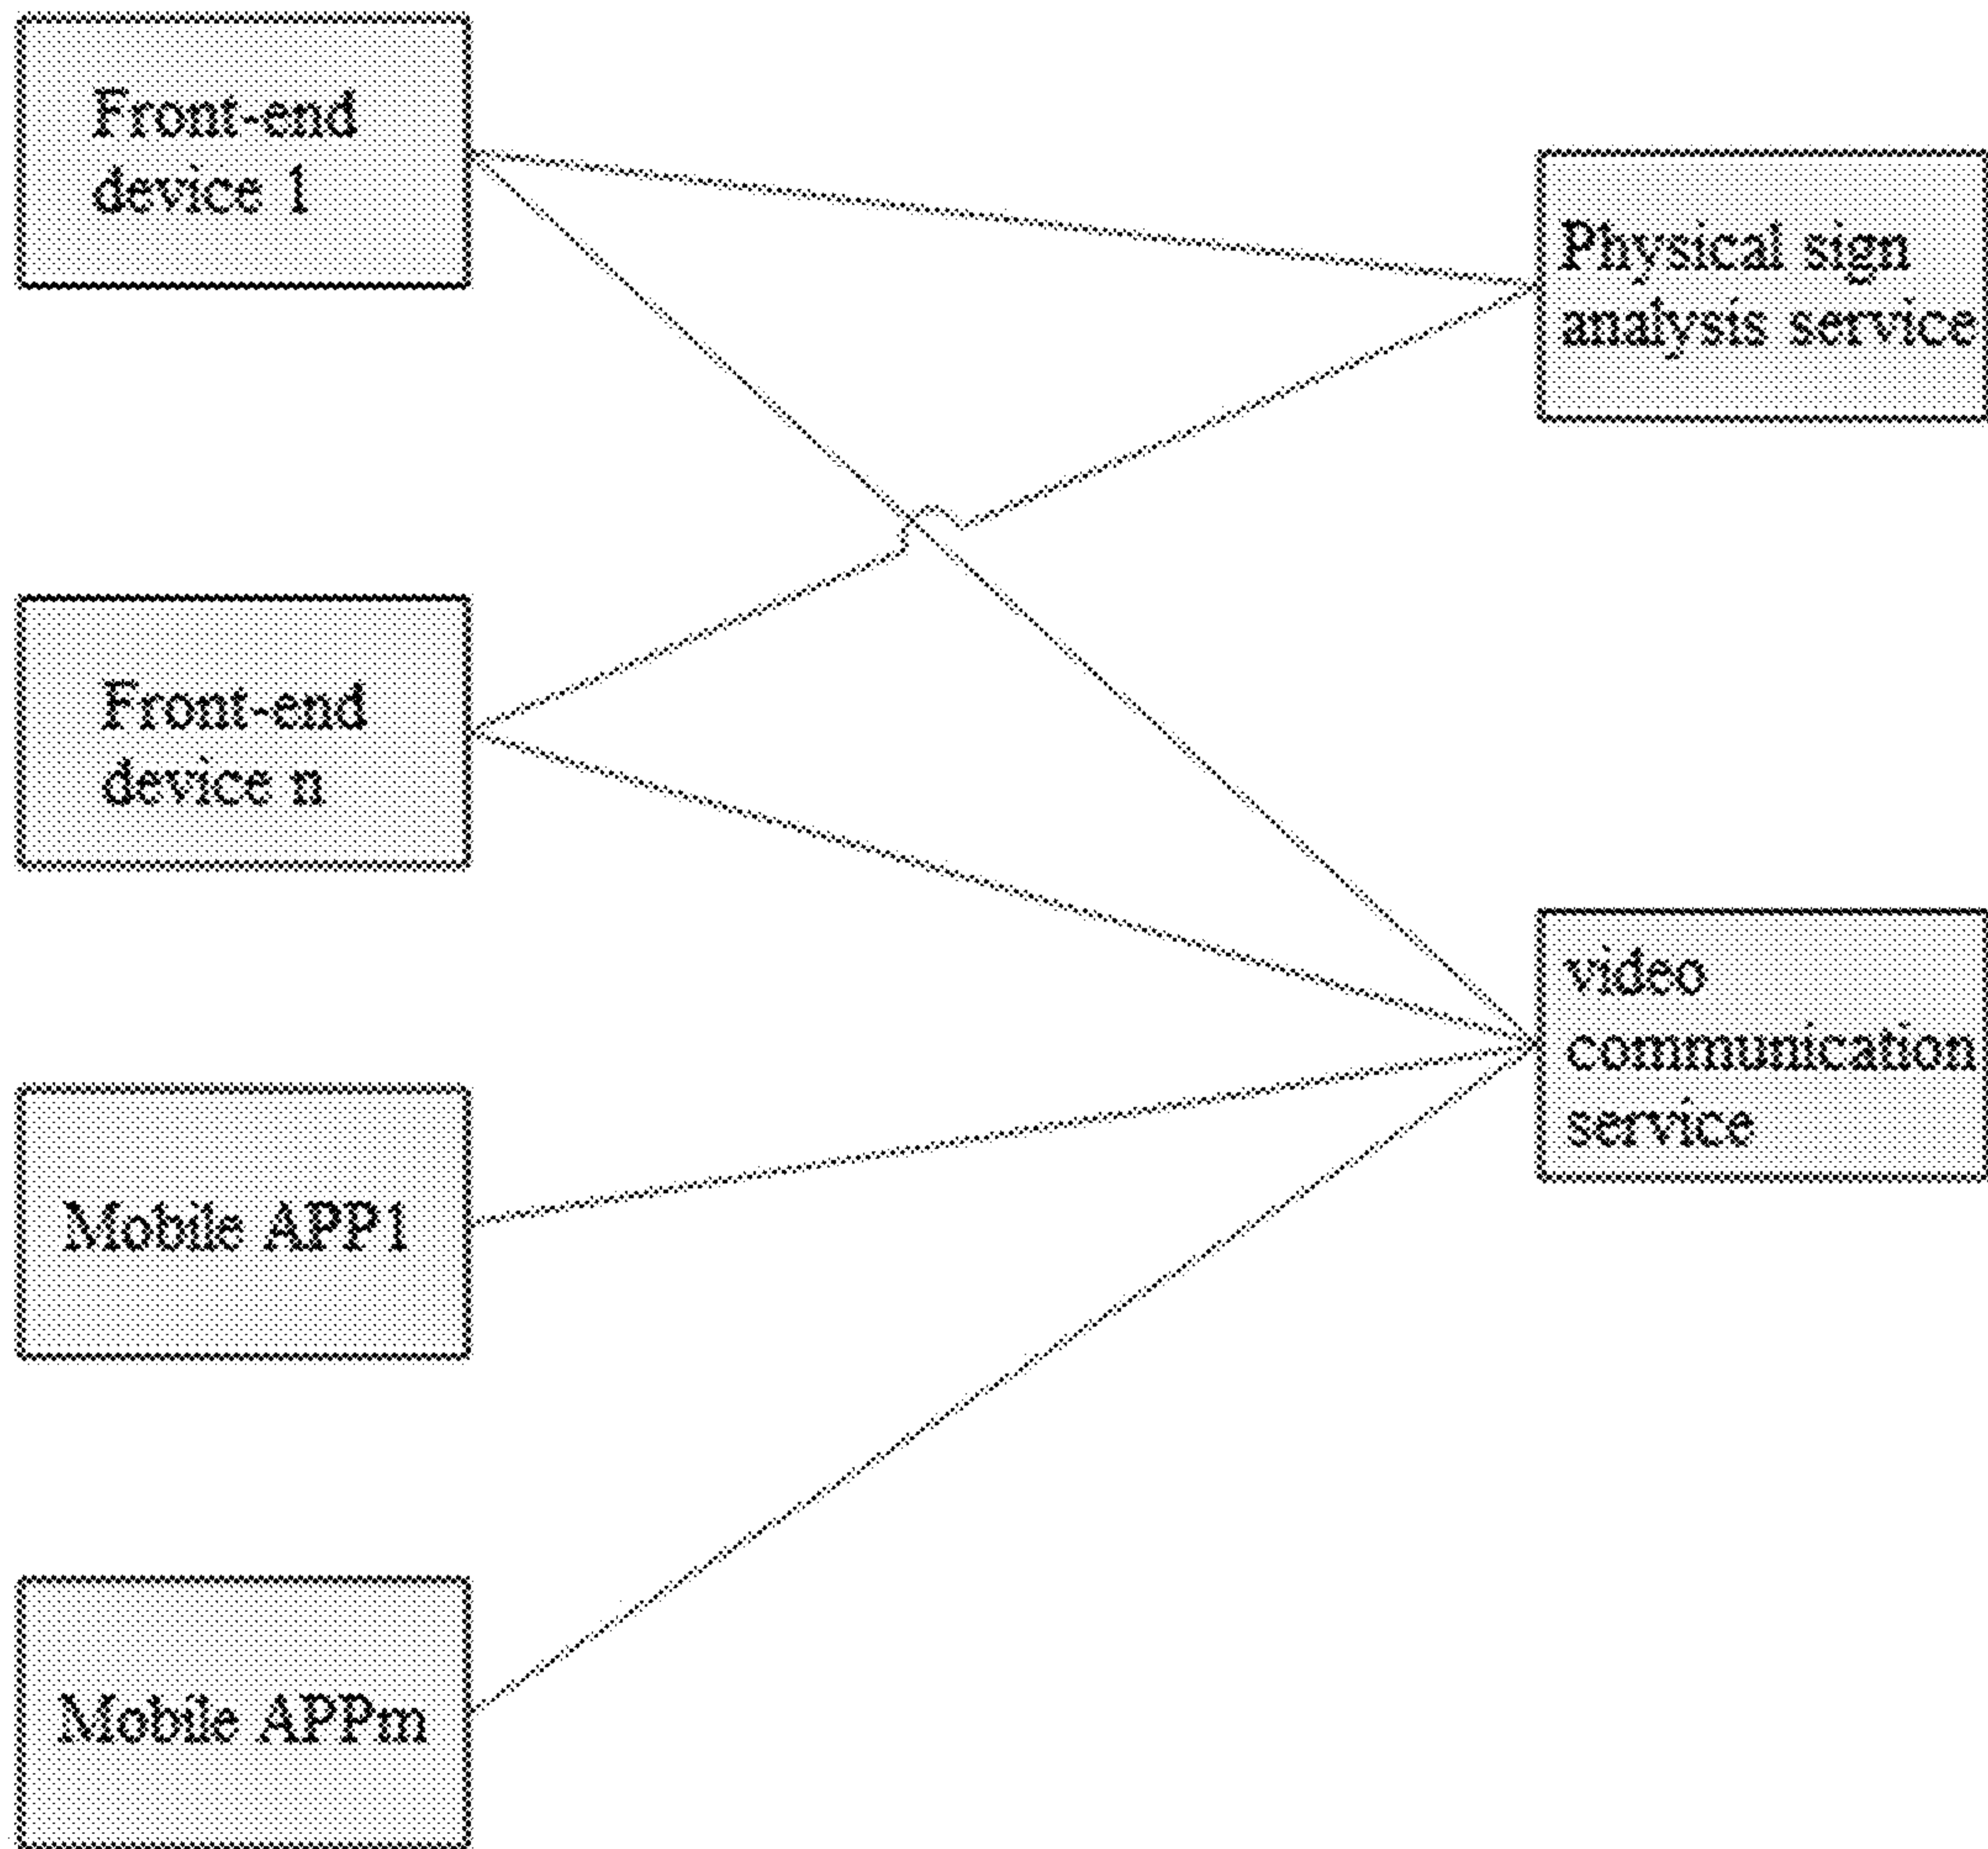 Front-end
device 1
Physical sign
analysis service
Front-end
device n
video
communication
service
Mobile APP1
Mobile APPm